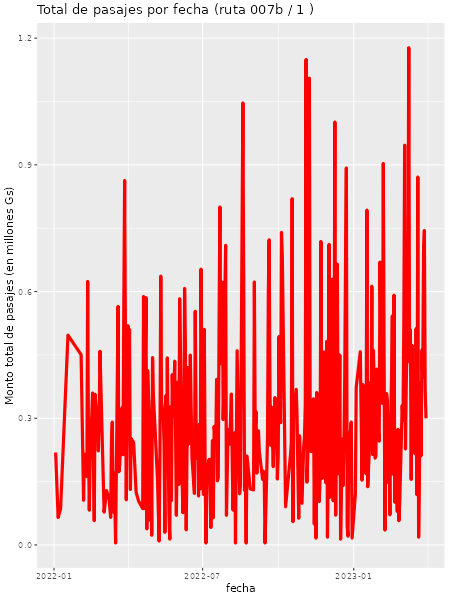 Total de pasajes por fecha (ruta 007b / 1 )
Monto total de pasajes (en millones Gs)
1.2
0.9
0.6
0.3
0.0
2022-01
2022-07
2023-01
fecha